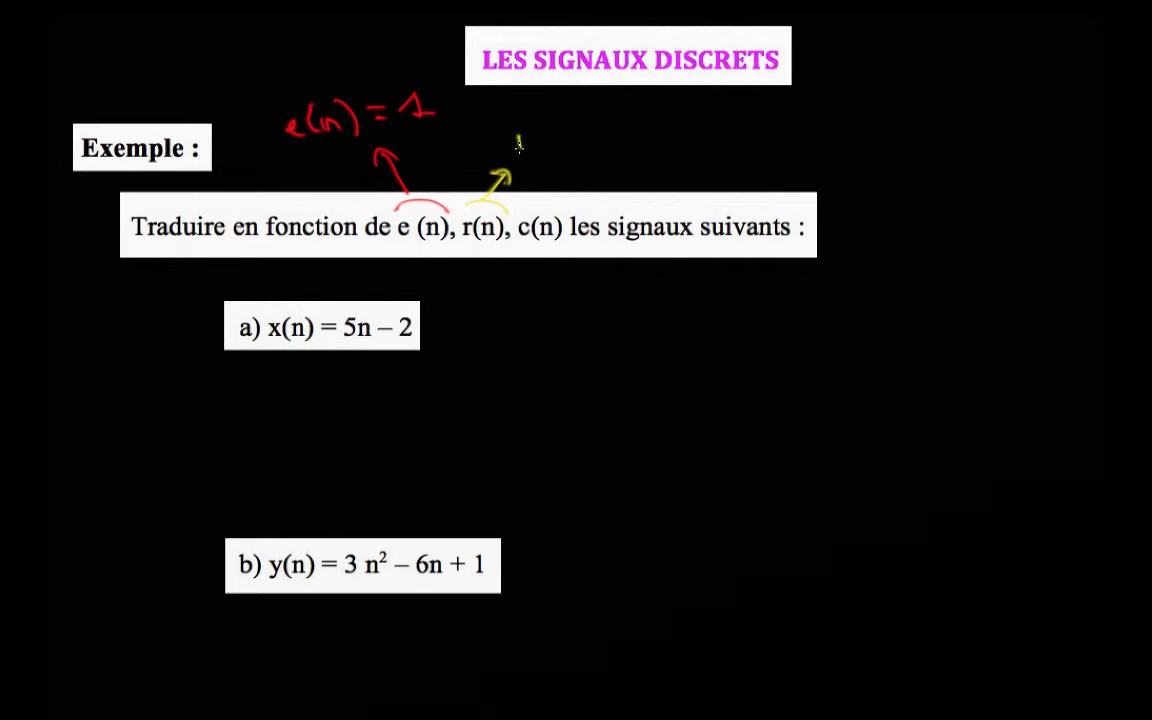 LES SIGNAUX DISCRETS
e(n) = 1
Exemple :
Traduire en fonction de e (n), r(n), c(n) les signaux suivants :
a) x(n) = 5n – 2
b) y(n) = 3 n² – 6n + 1